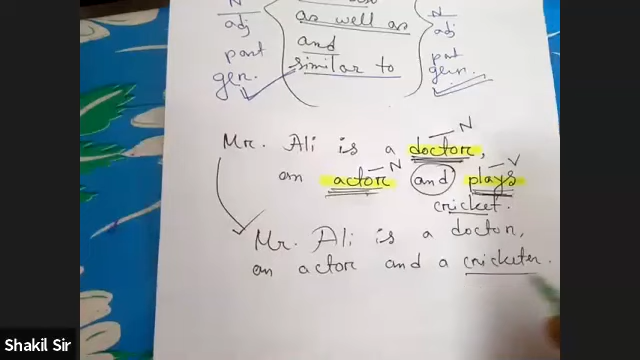 N as well as N
adj and adj
part similar to part
gen. gen.
Mr. Ali is a doctor, N
an actor N and plays V
cricket.
Mr. Ali is a doctor,
an actor and a cricketer.
Shakil Sir